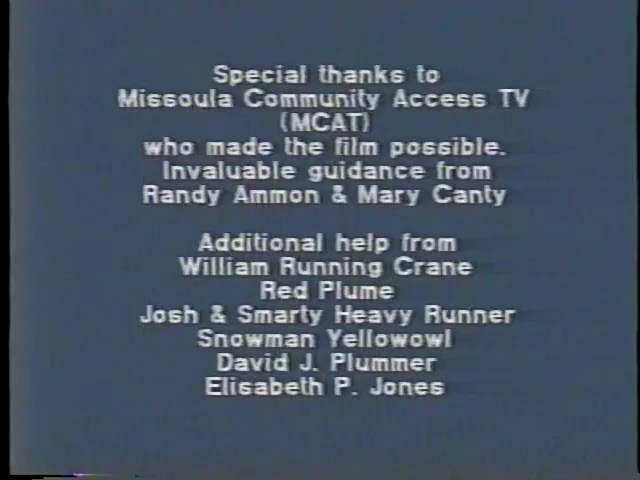 Special thanks to
Missoula Community Access TV
(MCAT)
who made the film possible.
Invaluable guidance from
Randy Ammon & Mary Canty
Additional help from
William Running Crane
Red Plume
Josh & Smarty Heavy Runner
Snowman Yellowowl
David J. Plummer
Elisabeth P. Jones